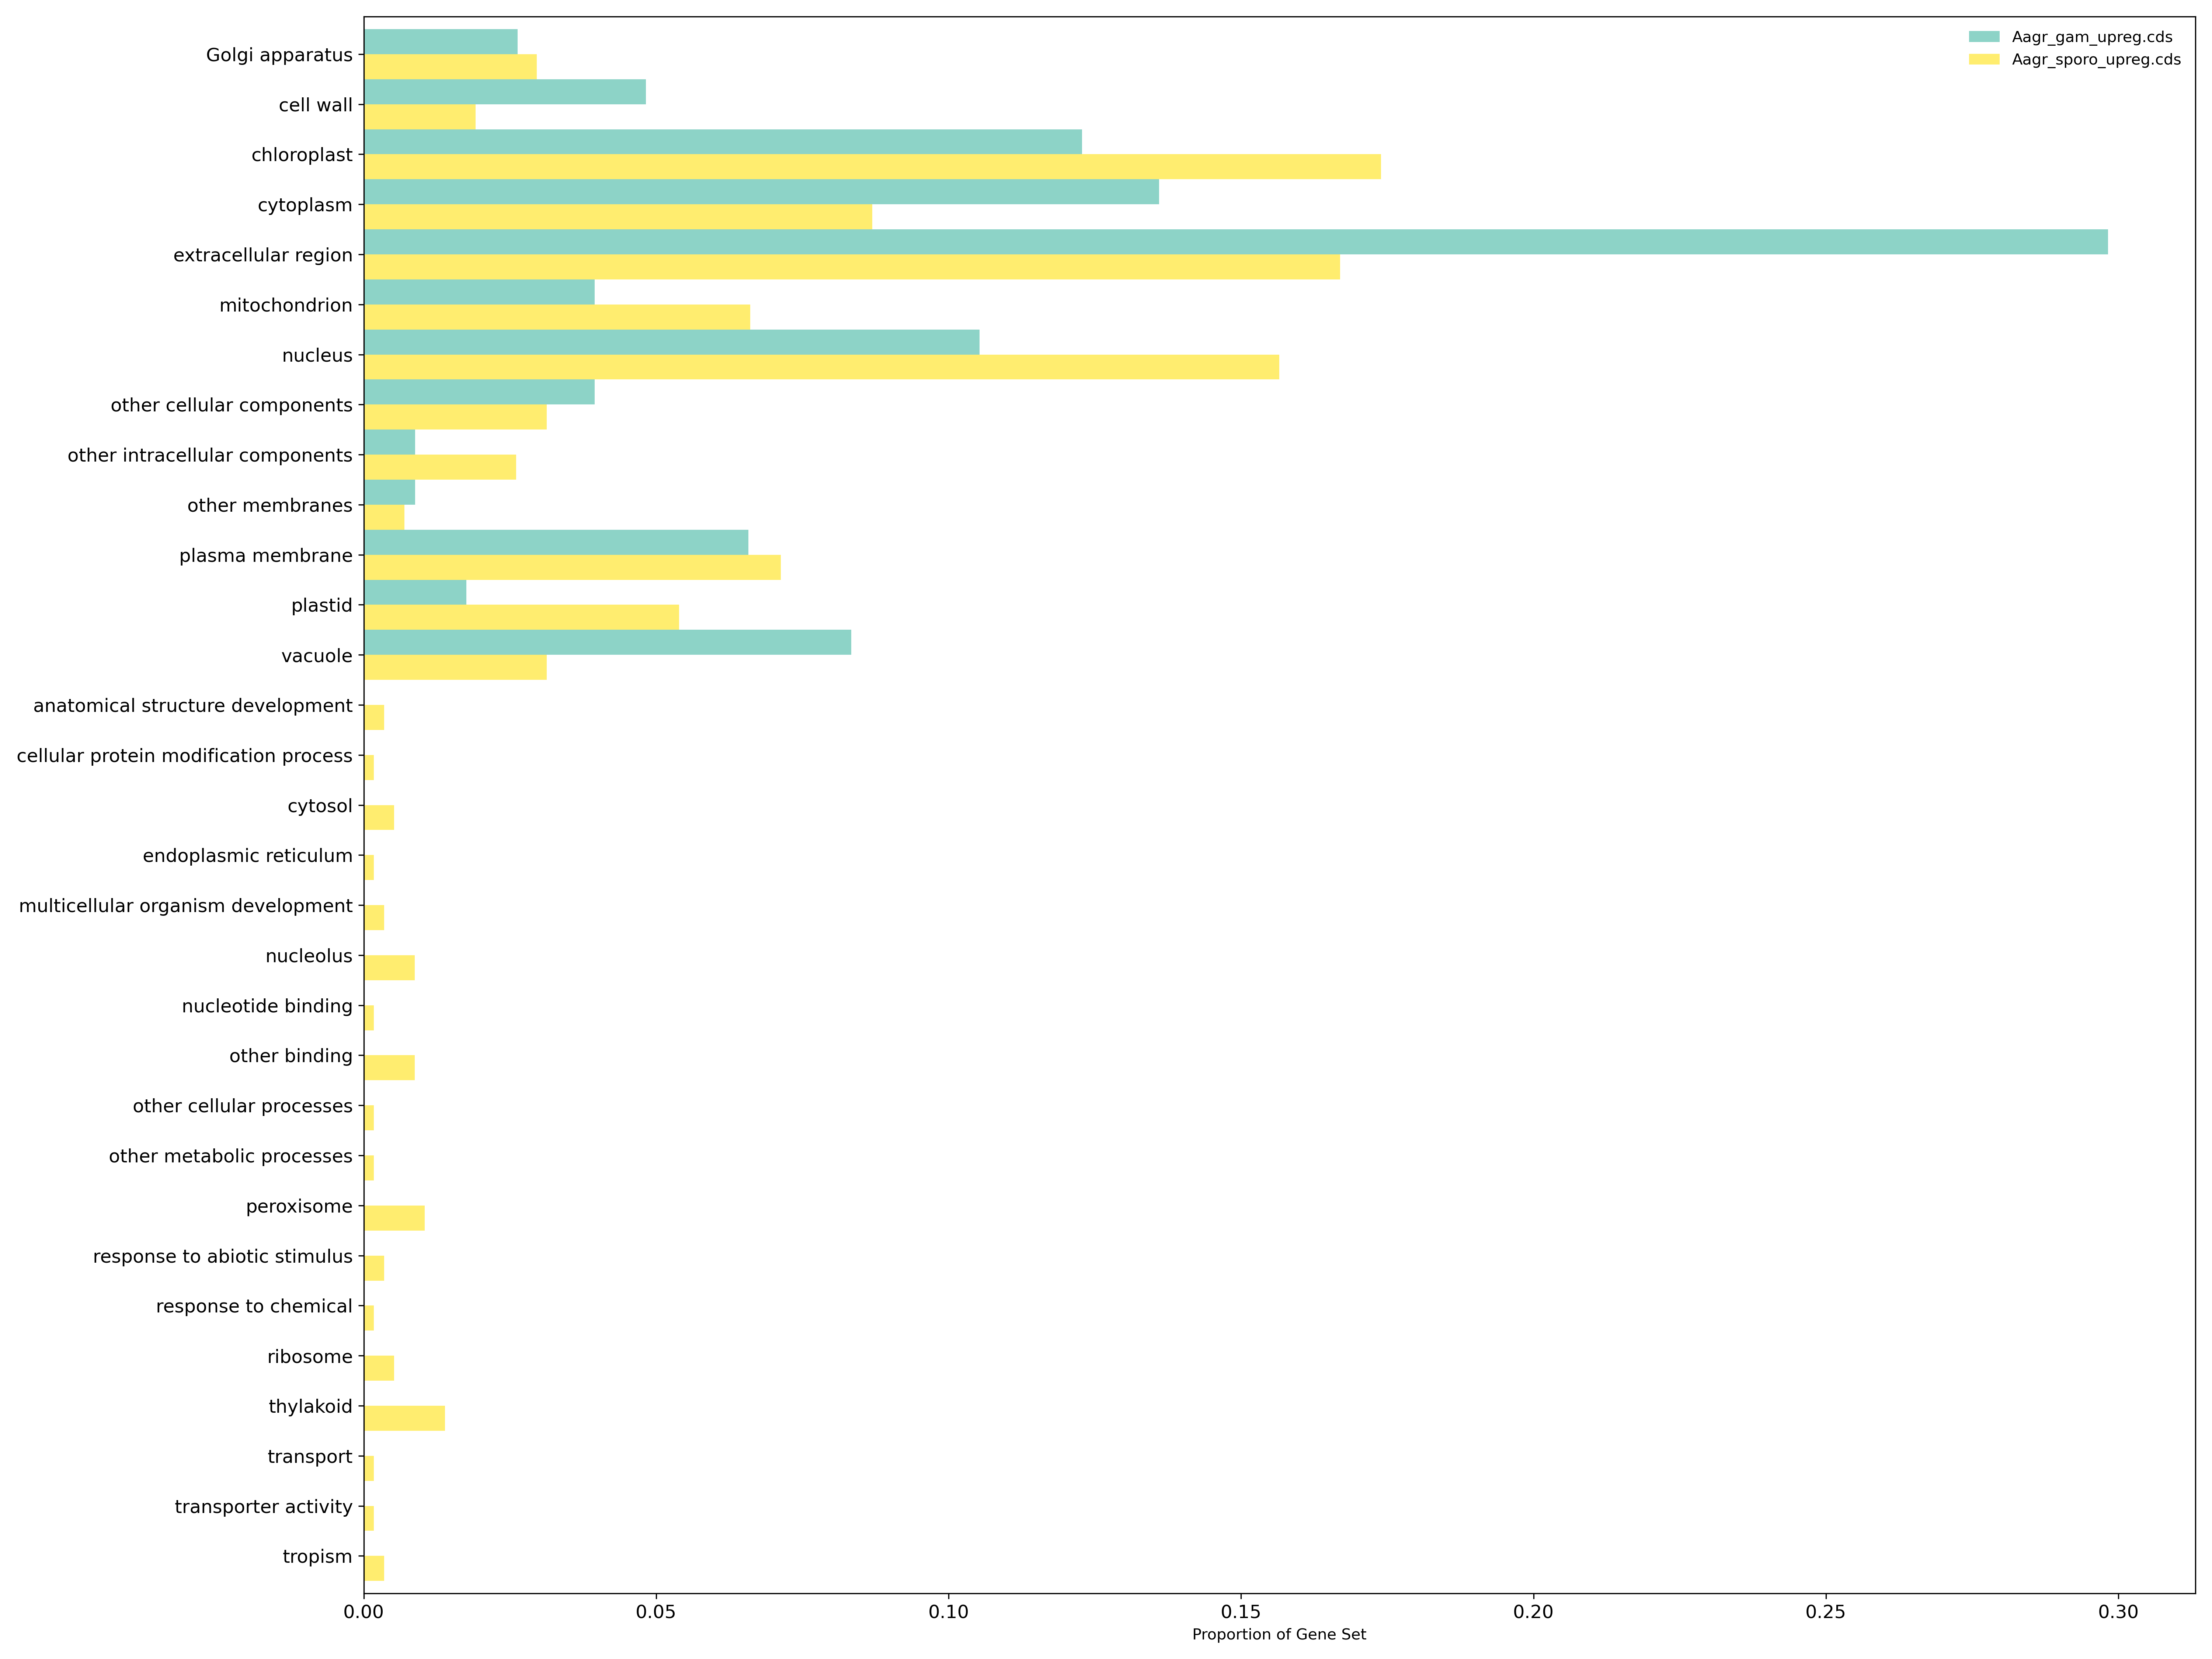 Aagr_gam_upreg.cds
Aagr_sporo_upreg.cds
Golgi apparatus
cell wall
chloroplast
cytoplasm
extracellular region
mitochondrion
nucleus
other cellular components
other intracellular components
other membranes
plasma membrane
plastid
vacuole
anatomical structure development
cellular protein modification process
cytosol
endoplasmic reticulum
multicellular organism development
nucleolus
nucleotide binding
other binding
other cellular processes
other metabolic processes
peroxisome
response to abiotic stimulus
response to chemical
ribosome
thylakoid
transport
transporter activity
tropism
0.00 0.05 0.10 0.15 0.20 0.25 0.30
Proportion of Gene Set